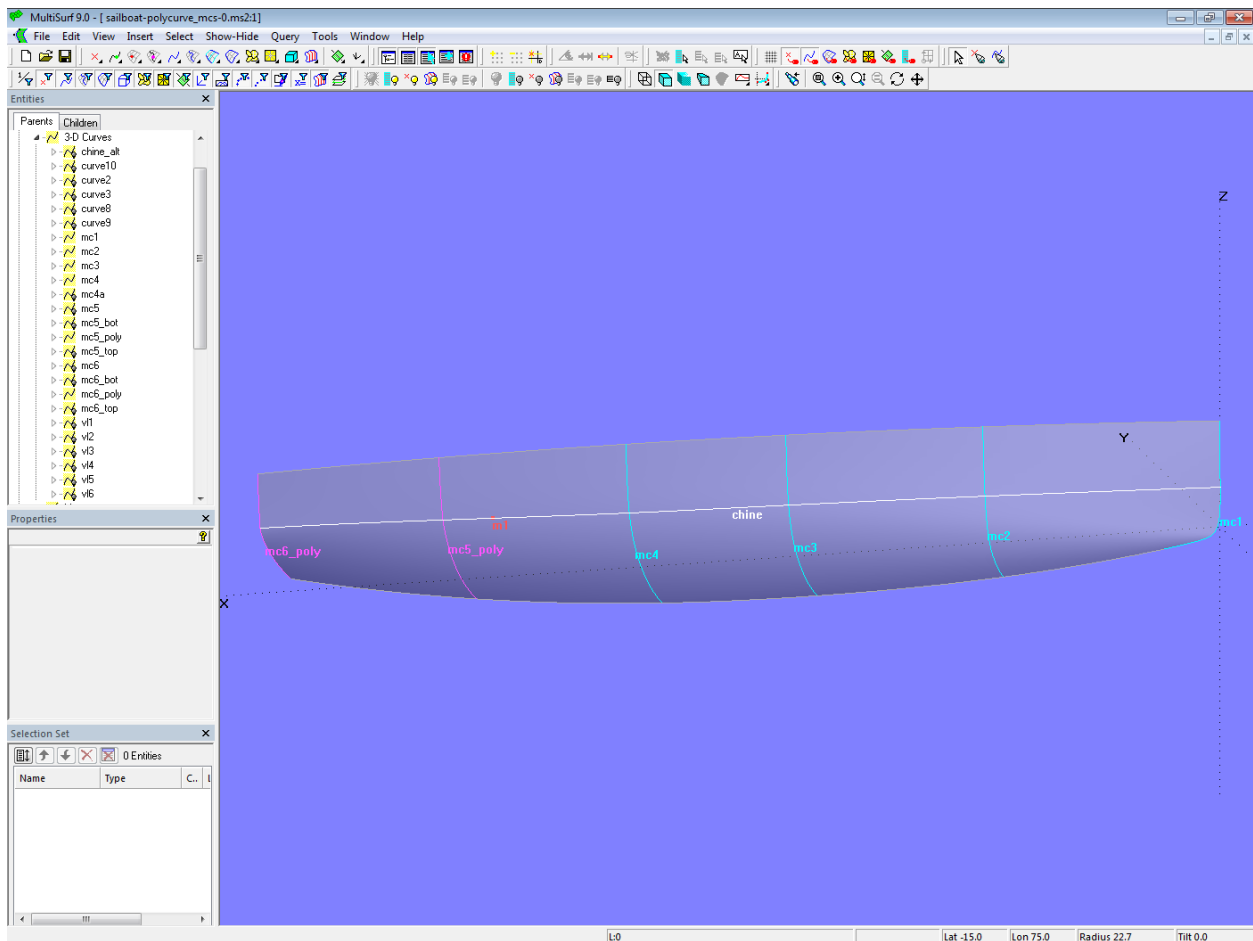 MultiSurf 9.0 - [ sailboat-polycurve_mcs-0.ms2:1]
File Edit View Insert Select Show-Hide Query Tools Window Help
Entities
Parents Children
3-D Curves
chine_alt
curve10
curve2
curve3
curve8
curve9
mc1
mc2
mc3
mc4
mc4a
mc5
mc5_bot
mc5_poly
mc5_top
mc6
mc6_bot
mc6_poly
mc6_top
vl1
vl2
vl3
vl4
vl5
vl6
Properties
Selection Set
0 Entities
Name Type C..
Z
Y
chine
mc1
mc2
mc3
mc4
mc5_poly
mc6_poly
X
L:0
Lat -15.0 Lon 75.0 Radius 22.7 Tilt 0.0